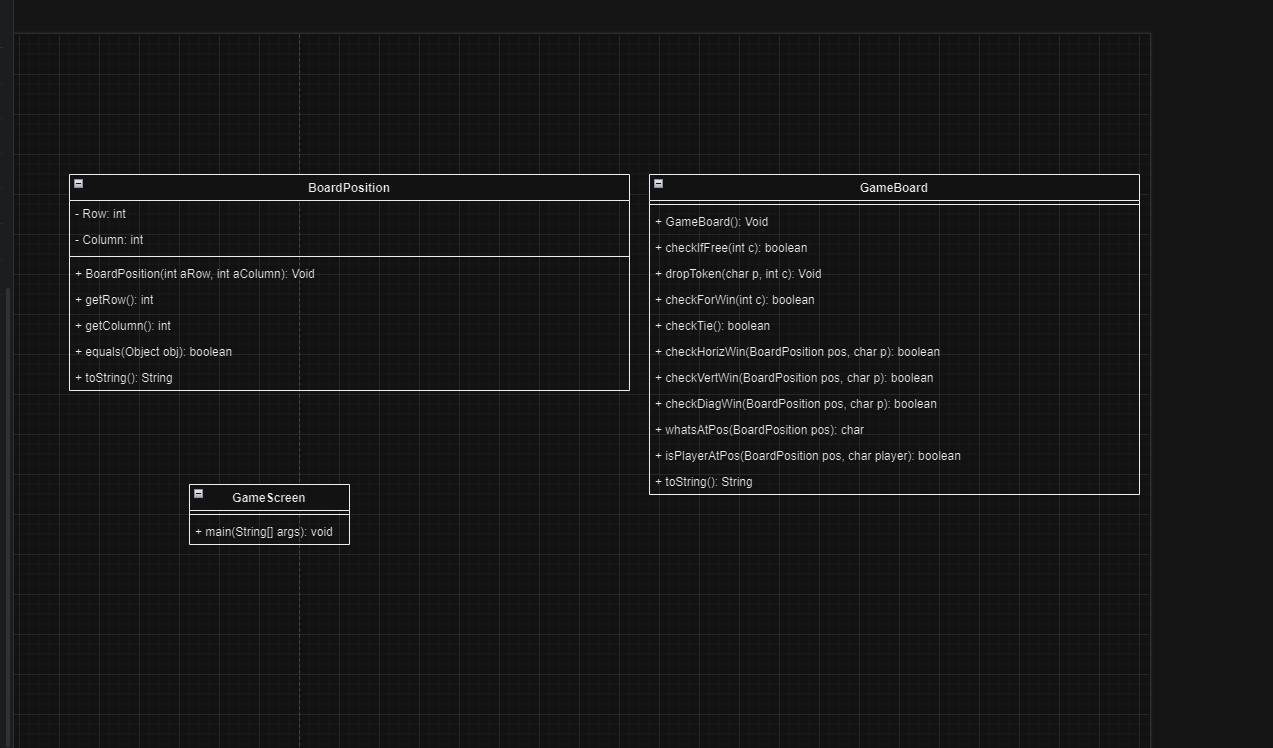 BoardPosition
- Row: int
- Column: int
+ BoardPosition(int aRow, int aColumn): Void
+ getRow(): int
+ getColumn(): int
+ equals(Object obj): boolean
+ toString(): String
GameBoard
+ GameBoard(): Void
+ checkIfFree(int c): boolean
+ dropToken(char p, int c): Void
+ checkForWin(int c): boolean
+ checkTie(): boolean
+ checkHorizWin(BoardPosition pos, char p): boolean
+ checkVertWin(BoardPosition pos, char p): boolean
+ checkDiagWin(BoardPosition pos, char p): boolean
+ whatsAtPos(BoardPosition pos): char
+ isPlayerAtPos(BoardPosition pos, char player): boolean
+ toString(): String
GameScreen
+ main(String[] args): void